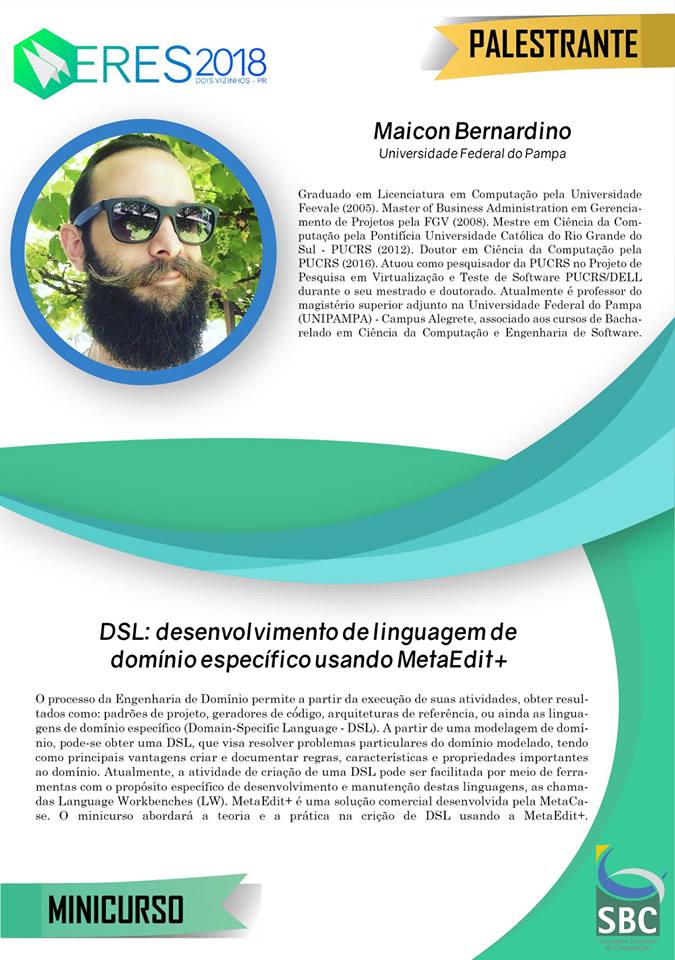 ERES2018
DOIS VIZINHOS - PR
PALESTRANTE
Maicon Bernardino
Universidade Federal do Pampa
Graduado em Licenciatura em Computação pela Universidade
Feevale (2005). Master of Business Administration em Gerencia-
mento de Projetos pela FGV (2008). Mestre em Ciência da Com-
putação pela Pontifícia Universidade Católica do Rio Grande do
Sul - PUCRS (2012). Doutor em Ciência da Computação pela
PUCRS (2016). Atuou como pesquisador da PUCRS no Projeto de
Pesquisa em Virtualização e Teste de Software PUCRS/DELL
durante o seu mestrado e doutorado. Atualmente é professor do
magistério superior adjunto na Universidade Federal do Pampa
(UNIPAMPA) - Campus Alegrete, associado aos cursos de Bacha-
relado em Ciência da Computação e Engenharia de Software.
DSL: desenvolvimento de linguagem de
domínio específico usando MetaEdit+
O processo da Engenharia de Domínio permite a partir da execução de suas atividades, obter resul-
tados como: padrões de projeto, geradores de código, arquiteturas de referência, ou ainda as lingua-
gens de domínio específico (Domain-Specific Language - DSL). A partir de uma modelagem de domí-
nio, pode-se obter uma DSL, que visa resolver problemas particulares do domínio modelado, tendo
como principais vantagens criar e documentar regras, características e propriedades importantes
ao domínio. Atualmente, a atividade de criação de uma DSL pode ser facilitada por meio de ferra-
mentas com o propósito específico de desenvolvimento e manutenção destas linguagens, as chama-
das Language Workbenches (LW). MetaEdit+ é uma solução comercial desenvolvida pela MetaCa-
se. O minicurso abordará a teoria e a prática na crição de DSL usando a MetaEdit+.
MINICURSO
SBC
Sociedade Brasileira
de Computação